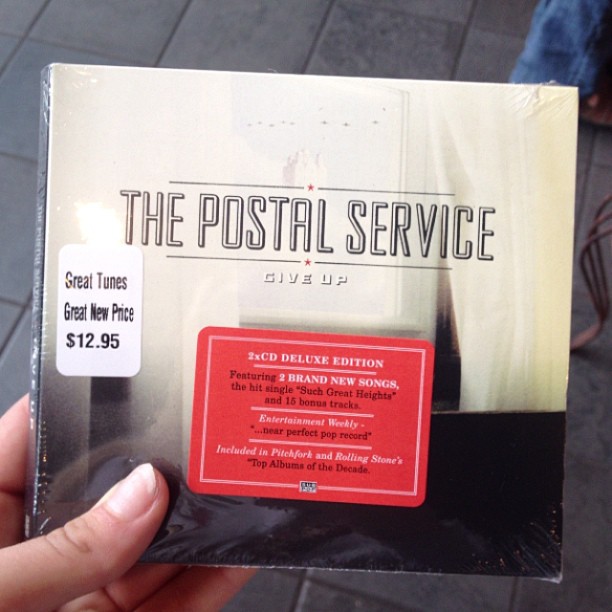 THE POSTAL SERVICE
GIVE UP
Great Tunes
Great New Price
$12.95
2xCD DELUXE EDITION
Featuring 2 BRAND NEW SONGS,
the hit single "Such Great Heights"
and 15 bonus tracks.
Entertainment Weekly -
"...near perfect pop record"
Included in Pitchfork and Rolling Stone's
"Top Albums of the Decade.
SUB POP